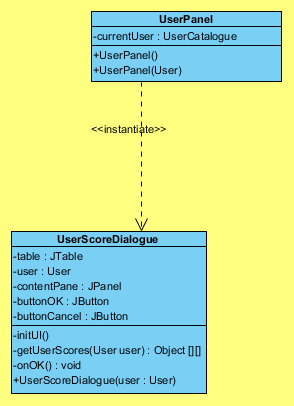 UserPanel
-currentUser : UserCatalogue
+UserPanel()
+UserPanel(User)
<<instantiate>>
UserScoreDialogue
-table : JTable
-user : User
-contentPane : JPanel
-buttonOK : JButton
-buttonCancel : JButton
-initUI()
-getUserScores(User user) : Object [][]
-onOK() : void
+UserScoreDialogue(user : User)